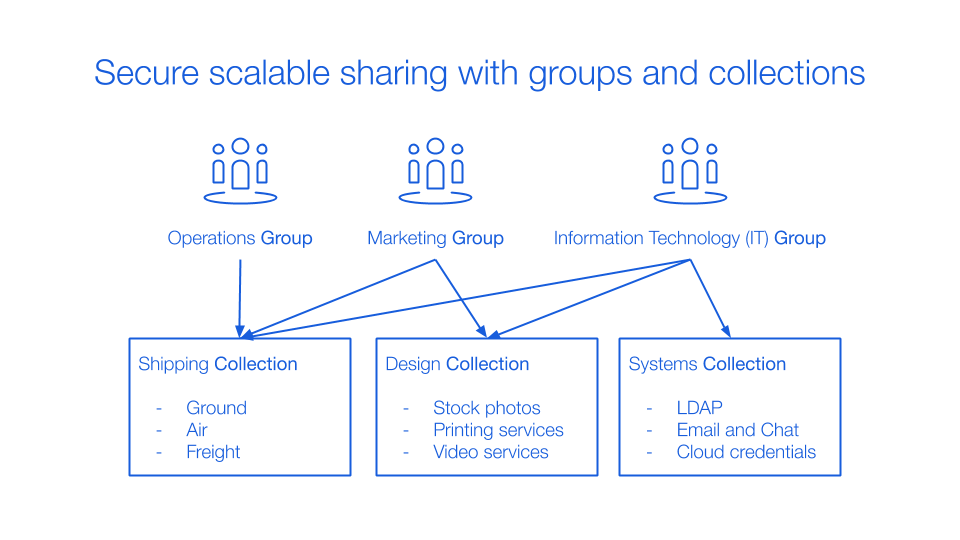 Secure scalable sharing with groups and collections
Operations Group
Marketing Group
Information Technology (IT) Group
Shipping Collection
- Ground
- Air
- Freight
Design Collection
- Stock photos
- Printing services
- Video services
Systems Collection
- LDAP
- Email and Chat
- Cloud credentials